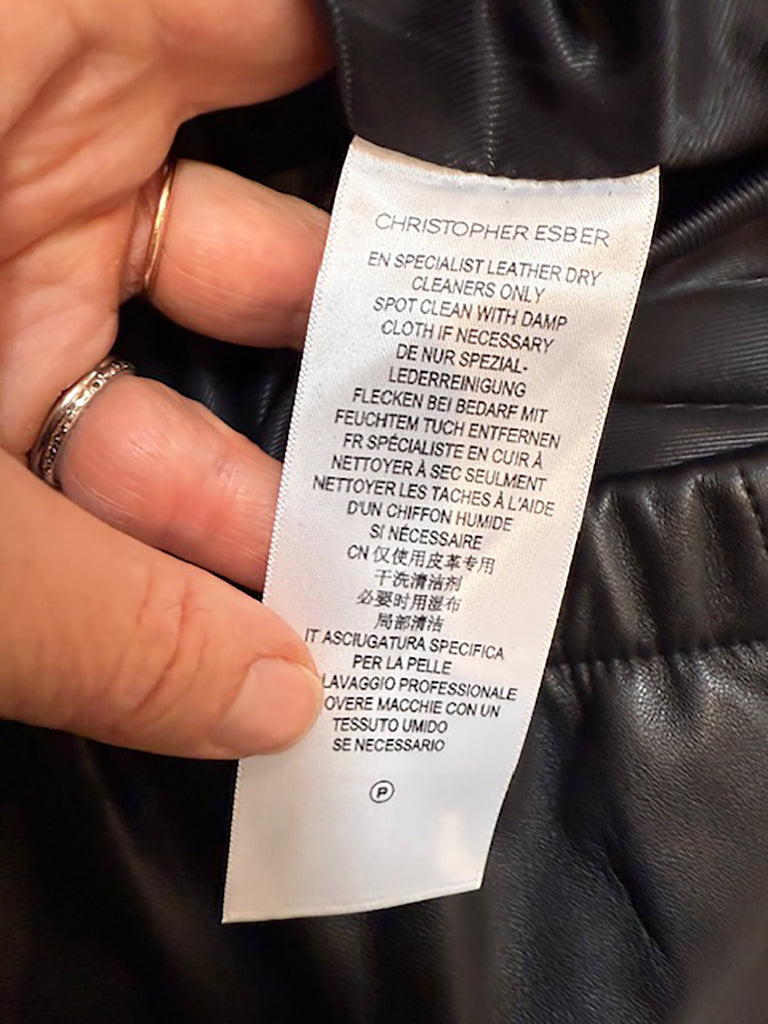 CHRISTOPHER ESBER
EN SPECIALIST LEATHER DRY
CLEANERS ONLY
SPOT CLEAN WITH DAMP
CLOTH IF NECESSARY
DE NUR SPEZIAL-
LEDERREINIGUNG
FLECKEN BEI BEDARF MIT
FEUCHTEM TUCH ENTFERNEN
FR SPÉCIALISTE EN CUIR À
NETTOYER À SEC SEULMENT
NETTOYER LES TACHES À L'AIDE
D'UN CHIFFON HUMIDE
SI NÉCESSAIRE
CN 仅使用皮革专用
干洗清洁剂
必要时用湿布
局部清洁
IT ASCIUGATURA SPECIFICA
PER LA PELLE
LAVAGGIO PROFESSIONALE
OVERE MACCHIE CON UN
TESSUTO UMIDO
SE NECESSARIO
P